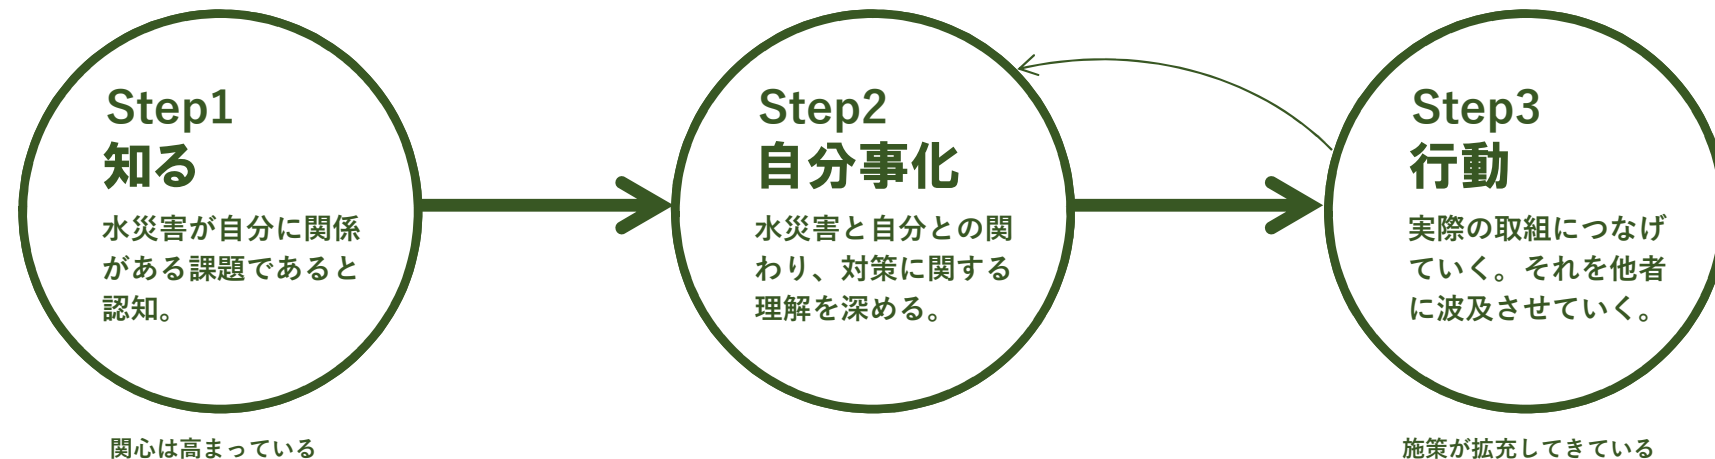 Step1
知る
水災害が自分に関係
がある課題であると
認知。
関心は高まっている
Step2
自分事化
水災害と自分との関
わり、対策に関する
理解を深める。
Step3
行動
実際の取組につなげ
ていく。それを他者
に波及させていく。
施策が拡充してきている